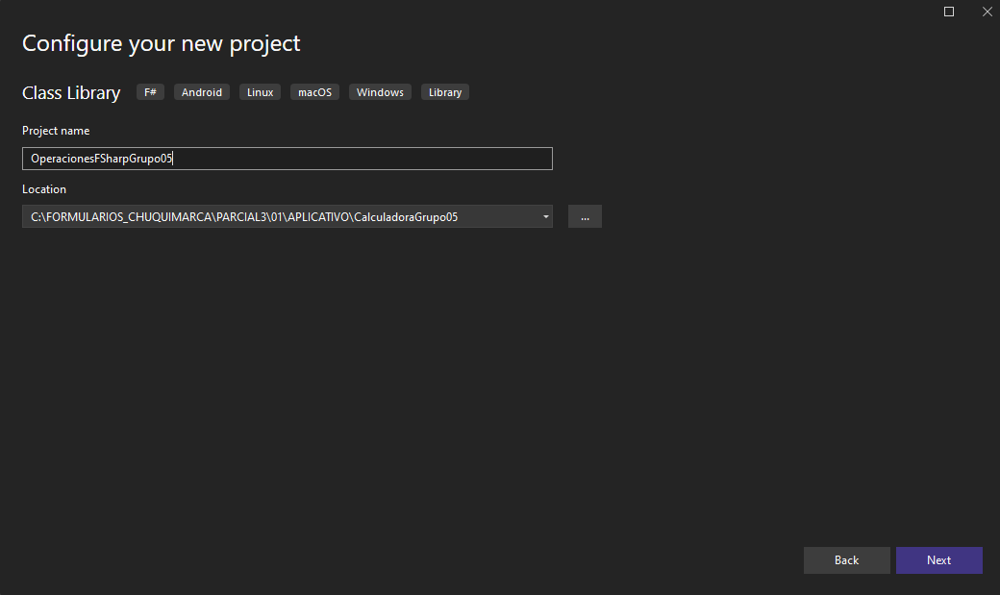 Configure your new project
Class Library F# Android Linux macOS Windows Library
Project name
OperacionesFSharpGrupo05
Location
C:\FORMULARIOS_CHUQUIMARCA\PARCIAL3\01\APLICATIVO\CalculadoraGrupo05 ...
Back Next